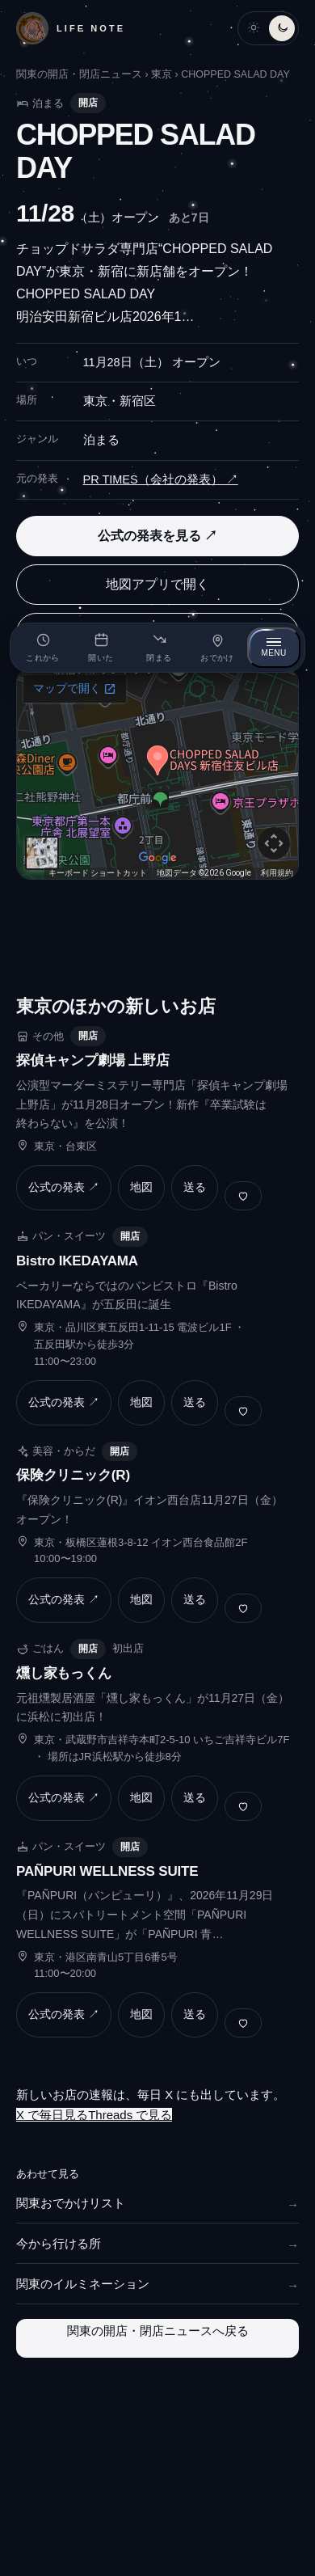 LIFE NOTE
関東の開店・閉店ニュース › 東京 › CHOPPED SALAD DAY
泊まる 開店
CHOPPED SALAD
DAY
11/28（土）オープン あと7日
チョップドサラダ専門店“CHOPPED SALAD
DAY”が東京・新宿に新店舗をオープン！
CHOPPED SALAD DAY
明治安田新宿ビル店2026年1…
いつ 11月28日（土） オープン
場所 東京・新宿区
ジャンル 泊まる
元の発表 PR TIMES（会社の発表） ↗
公式の発表を見る ↗
地図アプリで開く
これから 開いた 閉まる おでかけ MENU
マップで開く
北通り
北通り
東京モード学
都庁通り
CHOPPED SALAD
DAYS 新宿住友ビル店
森Diner
公園店
二社熊野神社
都庁前
京王プラザホ
東京都庁第一本
庁舎 北展望室
2丁目
東通り
中央公園
Google
キーボード ショートカット 地図データ ©2026 Google 利用規約
東京のほかの新しいお店
その他 開店
探偵キャンプ劇場 上野店
公演型マーダーミステリー専門店「探偵キャンプ劇場
上野店」が11月28日オープン！新作『卒業試験は
終わらない』を公演！
東京・台東区
公式の発表 ↗ 地図 送る
パン・スイーツ 開店
Bistro IKEDAYAMA
ベーカリーならではのパンビストロ『Bistro
IKEDAYAMA』が五反田に誕生
東京・品川区東五反田1-11-15 電波ビル1F ・
五反田駅から徒歩3分
11:00〜23:00
公式の発表 ↗ 地図 送る
美容・からだ 開店
保険クリニック(R)
『保険クリニック(R)』イオン西台店11月27日（金）
オープン！
東京・板橋区蓮根3-8-12 イオン西台食品館2F
10:00〜19:00
公式の発表 ↗ 地図 送る
ごはん 開店 初出店
燻し家もっくん
元祖燻製居酒屋「燻し家もっくん」が11月27日（金）
に浜松に初出店！
東京・武蔵野市吉祥寺本町2-5-10 いちご吉祥寺ビル7F
・ 場所はJR浜松駅から徒歩8分
公式の発表 ↗ 地図 送る
パン・スイーツ 開店
PAÑPURI WELLNESS SUITE
『PAÑPURI（パンピューリ）』、2026年11月29日
（日）にスパトリートメント空間「PAÑPURI
WELLNESS SUITE」が「PAÑPURI 青…
東京・港区南青山5丁目6番5号
11:00〜20:00
公式の発表 ↗ 地図 送る
新しいお店の速報は、毎日 X にも出しています。
X で毎日見るThreads で見る
あわせて見る
関東おでかけリスト →
今から行ける所 →
関東のイルミネーション →
関東の開店・閉店ニュースへ戻る